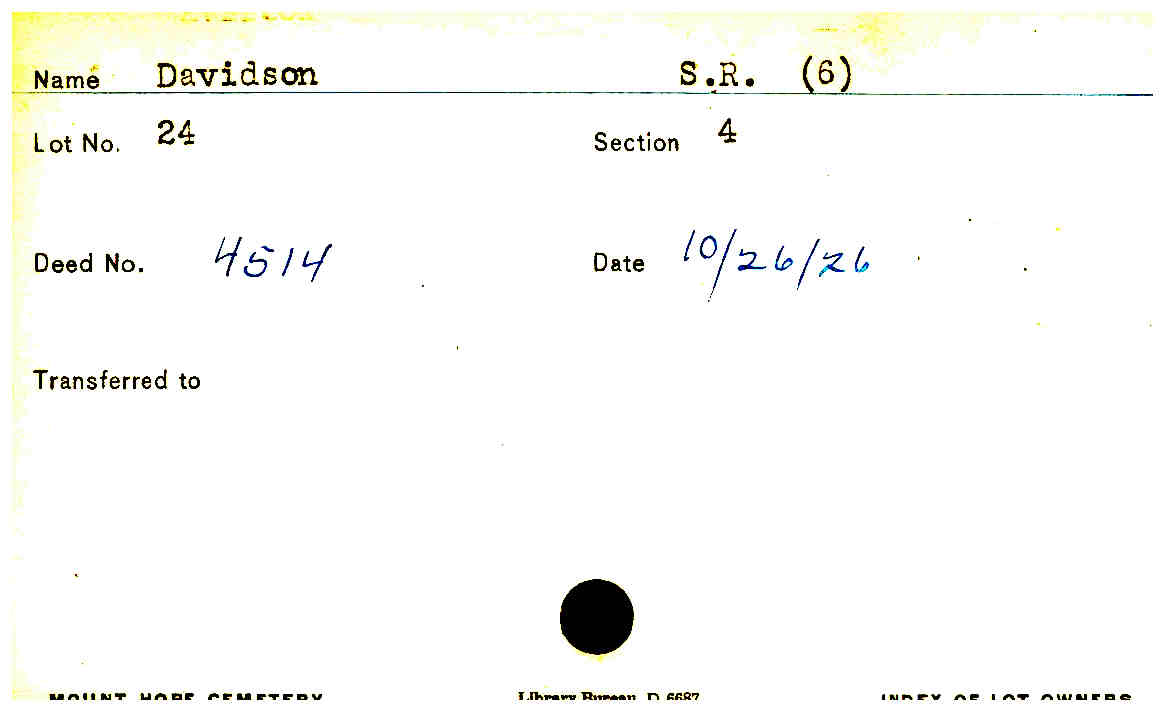 Name Davidson S.R. (6)
Lot No. 24 Section 4
Deed No. 4514 Date 10/26/26
Transferred to
MOUNT HOPE CEMETERY Library Bureau D 6687 INDEX OF LOT OWNERS